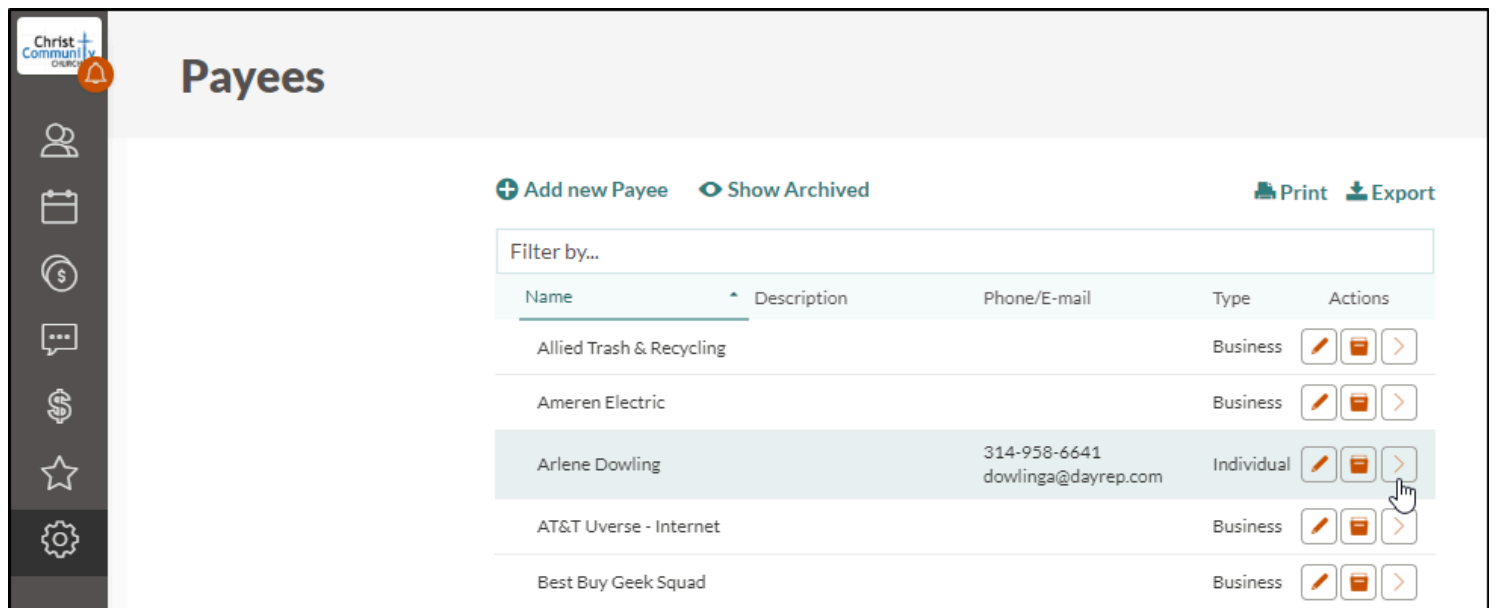 Christ
Community
CHURCH
Payees
Add new Payee Show Archived Print Export
Filter by...
Name Description Phone/E-mail Type Actions
Allied Trash & Recycling Business
Ameren Electric Business
Arlene Dowling 314-958-6641 dowlinga@dayrep.com Individual
AT&T Uverse - Internet Business
Best Buy Geek Squad Business